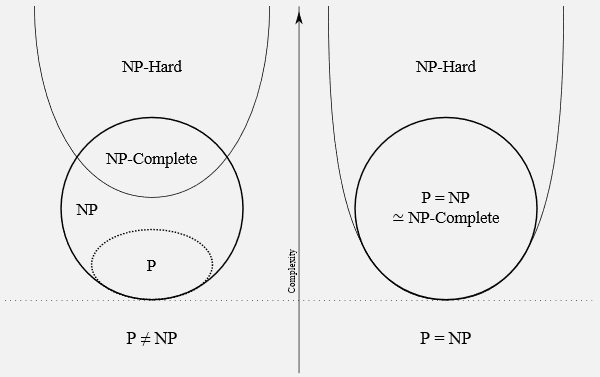 NP-Hard
NP-Complete
NP
P
P ≠ NP
Complexity
NP-Hard
P = NP
≃ NP-Complete
P = NP